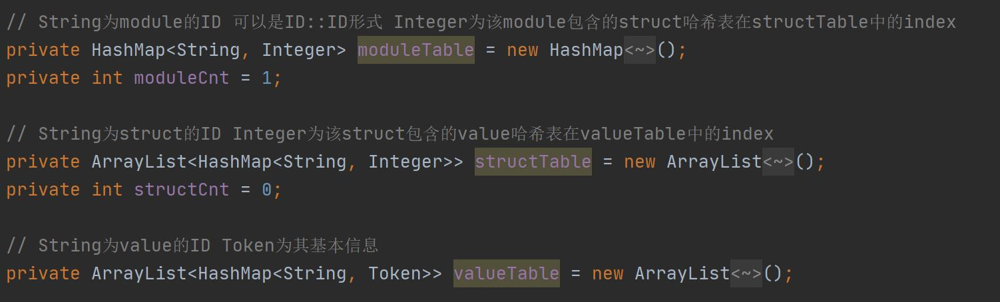 // String为module的ID 可以是ID::ID形式 Integer为该module包含的struct哈希表在structTable中的index
private HashMap<String, Integer> moduleTable = new HashMap<~>();
private int moduleCnt = 1;
// String为struct的ID Integer为该struct包含的value哈希表在valueTable中的index
private ArrayList<HashMap<String, Integer>> structTable = new ArrayList<~>();
private int structCnt = 0;
// String为value的ID Token为其基本信息
private ArrayList<HashMap<String, Token>> valueTable = new ArrayList<~>();